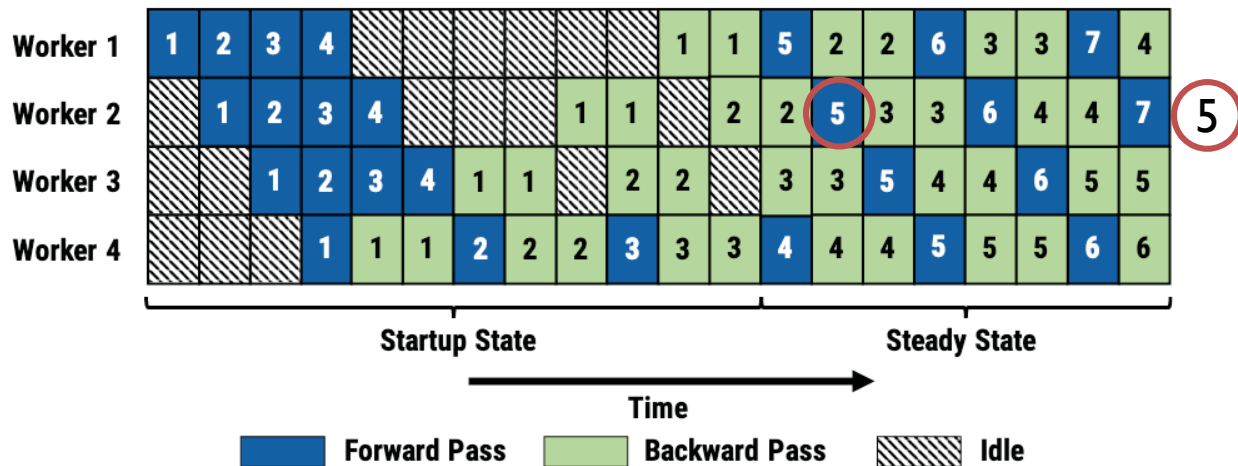 Worker 1 1 2 3 4 1 1 5 2 2 6 3 3 7 4
Worker 2 1 2 3 4 1 1 2 2 5 3 3 6 4 4 7 5
Worker 3 1 2 3 4 1 1 2 2 3 3 5 4 4 6 5 5
Worker 4 1 1 1 2 2 2 3 3 3 4 4 4 5 5 5 6 6
Startup State Steady State
Time
Forward Pass Backward Pass Idle